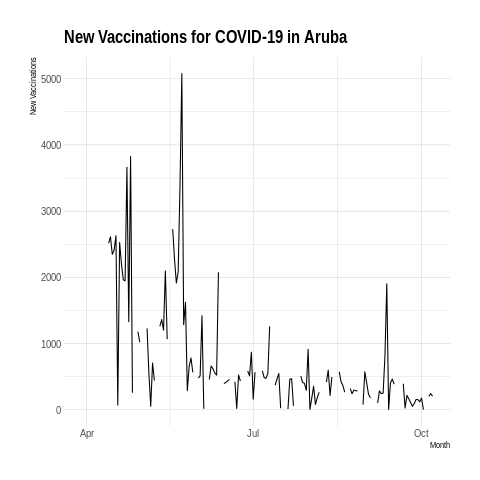 New Vaccinations for COVID-19 in Aruba
New Vaccinations
5000
4000
3000
2000
1000
0
Apr
Jul
Oct
Month